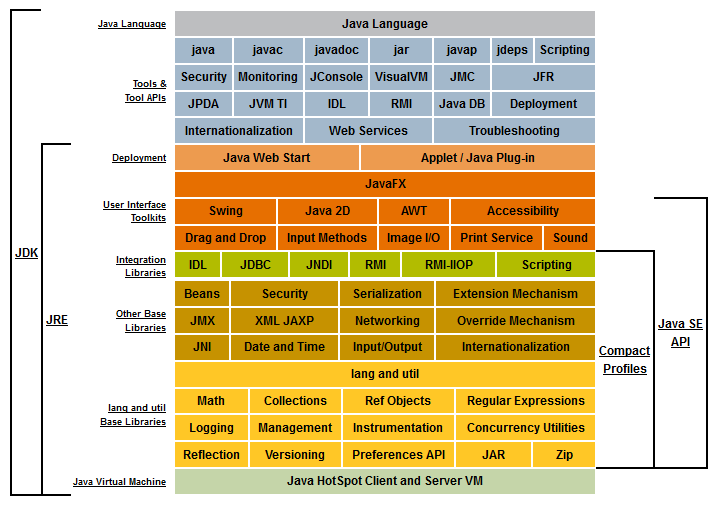 Java Language
Java Language
java javac javadoc jar javap jdeps Scripting
Tools &
Tool APIs
Security Monitoring JConsole VisualVM JMC JFR
JPDA JVM TI IDL RMI Java DB Deployment
Internationalization Web Services Troubleshooting
Deployment
Java Web Start Applet / Java Plug-in
JavaFX
User Interface
Toolkits
Swing Java 2D AWT Accessibility
Drag and Drop Input Methods Image I/O Print Service Sound
JDK
Integration
Libraries
IDL JDBC JNDI RMI RMI-IIOP Scripting
JRE
Other Base
Libraries
Beans Security Serialization Extension Mechanism
JMX XML JAXP Networking Override Mechanism
JNI Date and Time Input/Output Internationalization
Java SE
API
Compact
Profiles
lang and util
lang and util
Base Libraries
Math Collections Ref Objects Regular Expressions
Logging Management Instrumentation Concurrency Utilities
Reflection Versioning Preferences API JAR Zip
Java Virtual Machine
Java HotSpot Client and Server VM